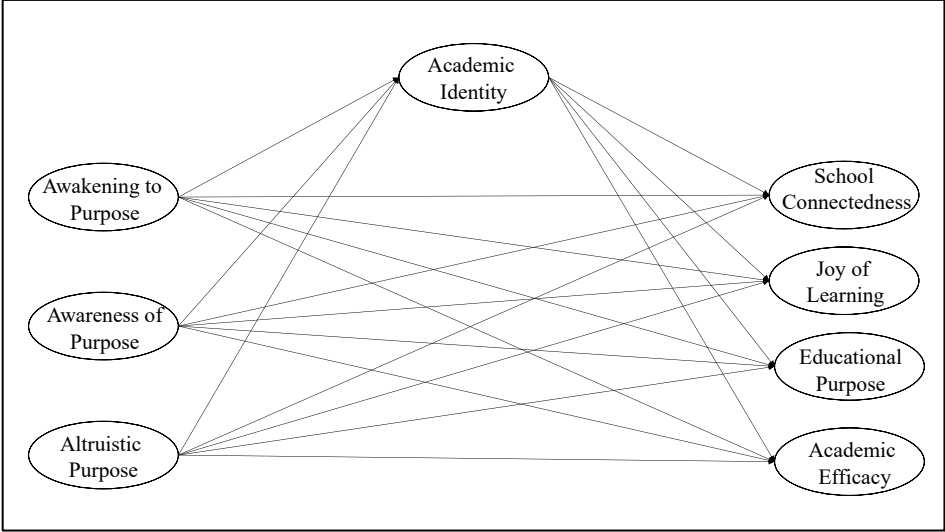 Academic
Identity
Awakening to
Purpose
Awareness of
Purpose
Altruistic
Purpose
School
Connectedness
Joy of
Learning
Educational
Purpose
Academic
Efficacy